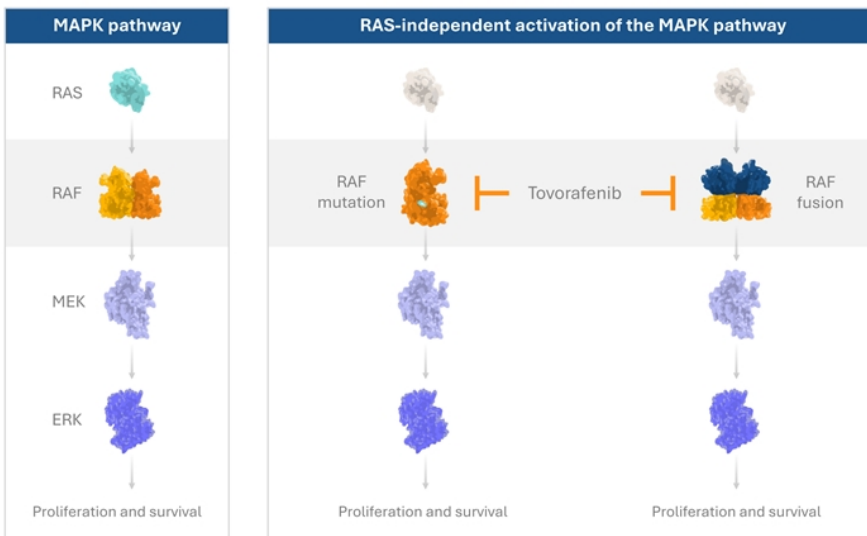 MAPK pathway
RAS
RAF
MEK
ERK
Proliferation and survival
RAS-independent activation of the MAPK pathway
RAF
mutation
Tovorafenib
RAF
fusion
Proliferation and survival
Proliferation and survival